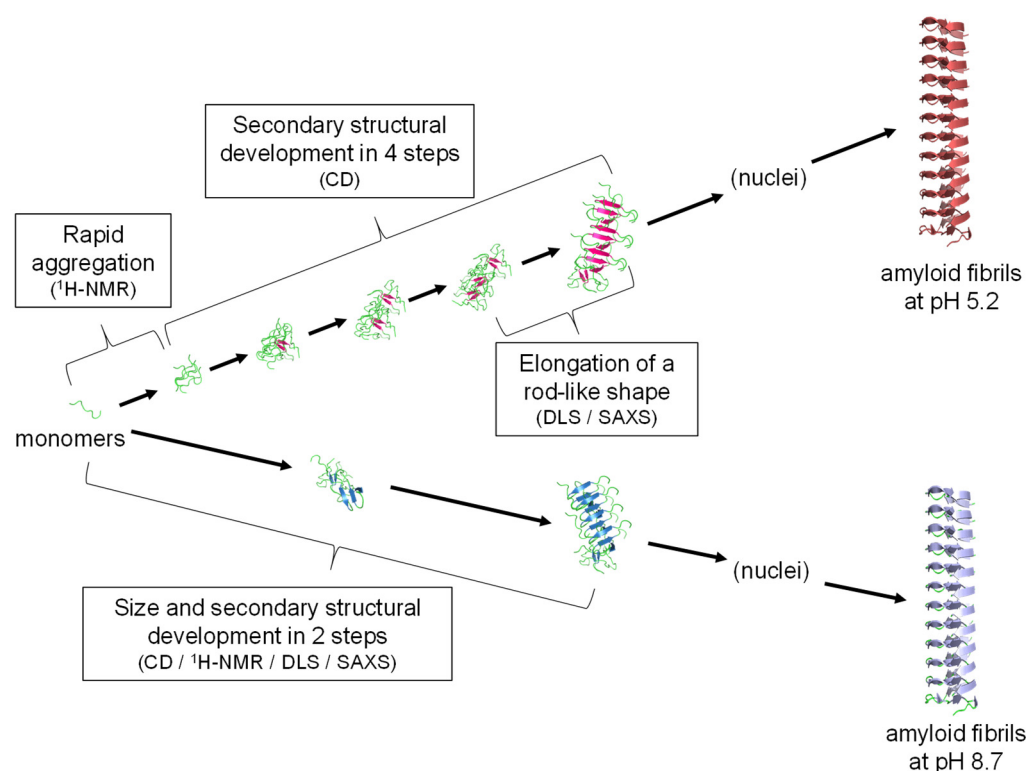 Secondary structural
development in 4 steps
(CD)
Rapid
aggregation
(¹H-NMR)
(nuclei)
amyloid fibrils
at pH 5.2
Elongation of a
rod-like shape
(DLS / SAXS)
monomers
Size and secondary structural
development in 2 steps
(CD / ¹H-NMR / DLS / SAXS)
(nuclei)
amyloid fibrils
at pH 8.7